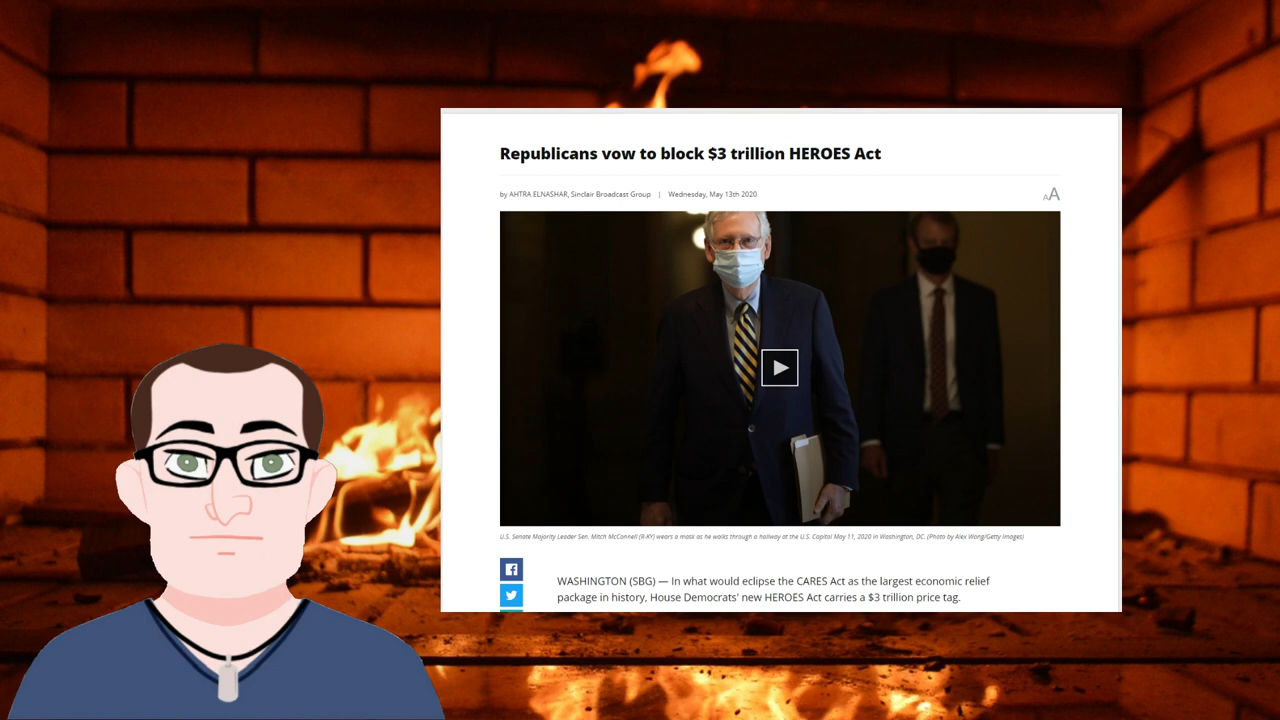 Republicans vow to block $3 trillion HEROES Act
by AHTRA ELNASHAR, Sinclair Broadcast Group | Wednesday, May 13th 2020
AA
U.S. Senate Majority Leader Sen. Mitch McConnell (R-KY) wears a mask as he walks through a hallway at the U.S. Capitol May 11, 2020 in Washington, DC. (Photo by Alex Wong/Getty Images)
WASHINGTON (SBG) — In what would eclipse the CARES Act as the largest economic relief
package in history, House Democrats' new HEROES Act carries a $3 trillion price tag.